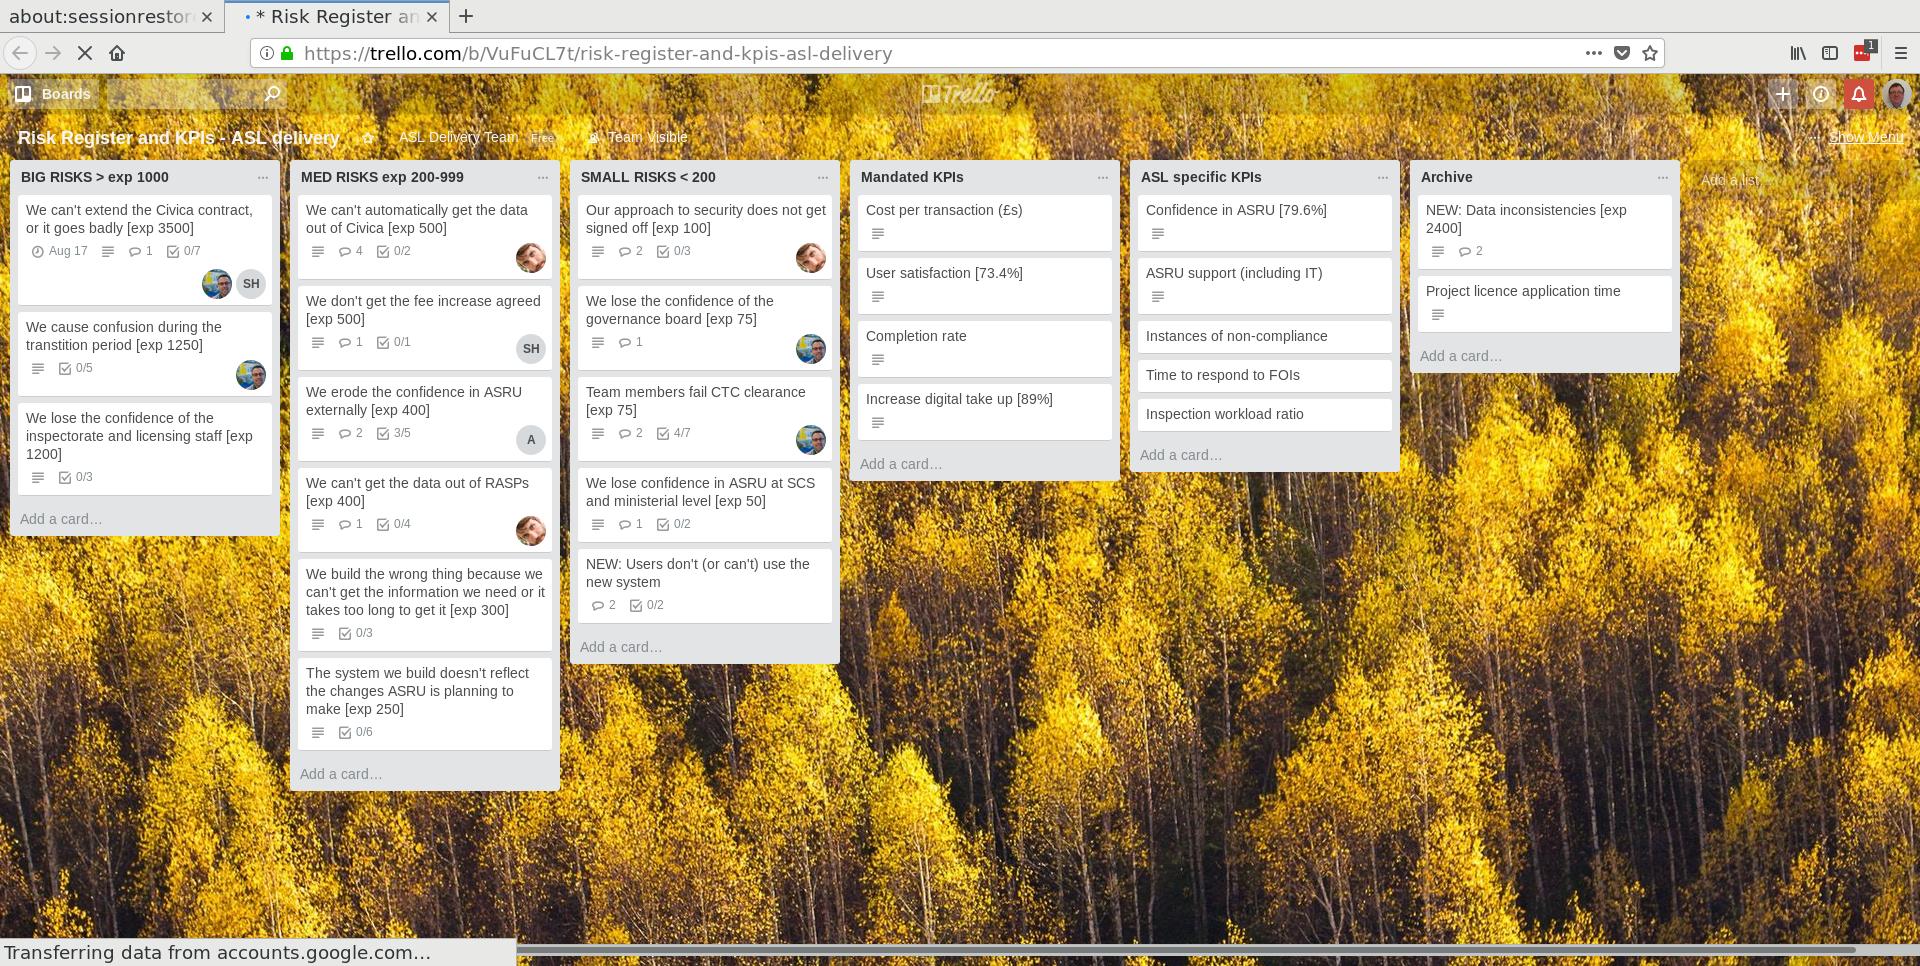 about:sessionrestore
* Risk Register an
https://trello.com/b/VuFuCL7t/risk-register-and-kpis-asl-delivery
1
Boards
Trello
Risk Register and KPIs - ASL delivery
ASL Delivery Team Free
Team Visible
... Show Menu
BIG RISKS > exp 1000
We can't extend the Civica contract,
or it goes badly [exp 3500]
Aug 17 1 0/7
SH
We cause confusion during the
transtition period [exp 1250]
0/5
We lose the confidence of the
inspectorate and licensing staff [exp
1200]
0/3
Add a card…
MED RISKS exp 200-999
We can't automatically get the data
out of Civica [exp 500]
4 0/2
We don't get the fee increase agreed
[exp 500]
1 0/1
SH
We erode the confidence in ASRU
externally [exp 400]
2 3/5
A
We can't get the data out of RASPs
[exp 400]
1 0/4
We build the wrong thing because we
can't get the information we need or it
takes too long to get it [exp 300]
0/3
The system we build doesn't reflect
the changes ASRU is planning to
make [exp 250]
0/6
Add a card…
SMALL RISKS < 200
Our approach to security does not get
signed off [exp 100]
2 0/3
We lose the confidence of the
governance board [exp 75]
1
Team members fail CTC clearance
[exp 75]
2 4/7
We lose confidence in ASRU at SCS
and ministerial level [exp 50]
1 0/2
NEW: Users don't (or can't) use the
new system
2 0/2
Add a card…
Mandated KPIs
Cost per transaction (£s)
User satisfaction [73.4%]
Completion rate
Increase digital take up [89%]
Add a card…
ASL specific KPIs
Confidence in ASRU [79.6%]
ASRU support (including IT)
Instances of non-compliance
Time to respond to FOIs
Inspection workload ratio
Add a card…
Archive
NEW: Data inconsistencies [exp
2400]
2
Project licence application time
Add a card…
Add a list…
Transferring data from accounts.google.com…